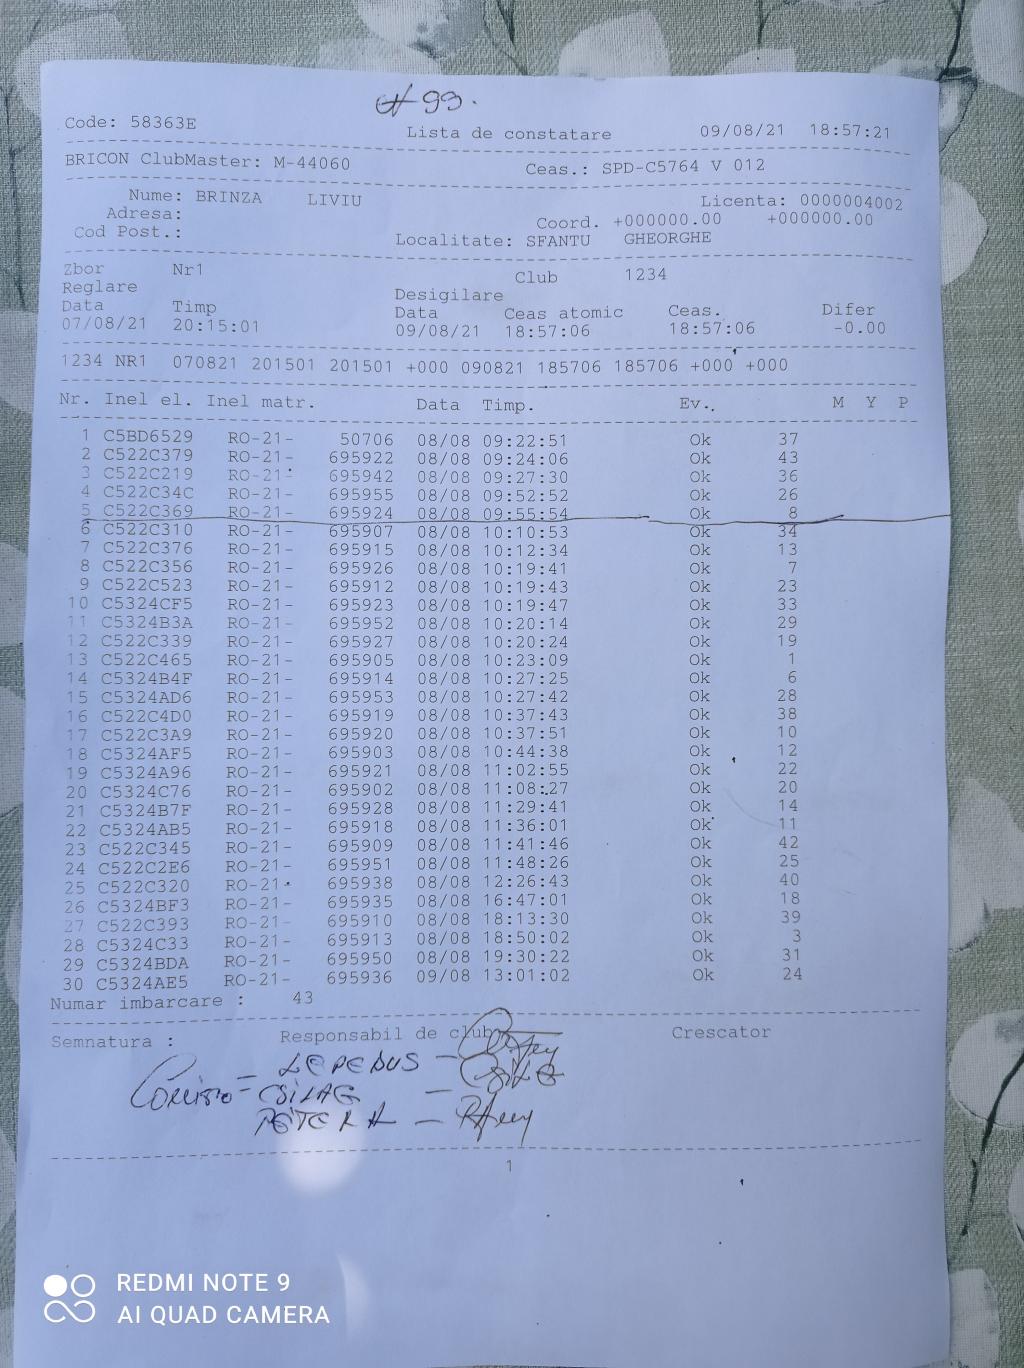 # 99.
Code: 58363E Lista de constatare 09/08/21 18:57:21
BRICON ClubMaster: M-44060 Ceas.: SPD-C5764 V 012
Nume: BRINZA LIVIU Licenta: 0000004002
Adresa: Coord. +000000.00 +000000.00
Cod Post.: Localitate: SFANTU GHEORGHE
Zbor Nr1 Club 1234
Reglare Desigilare
Data Timp Data Ceas atomic Ceas. Difer
07/08/21 20:15:01 09/08/21 18:57:06 18:57:06 -0.00
1234 NR1 070821 201501 201501 +000 090821 185706 185706 +000 +000
Nr. Inel el. Inel matr. Data Timp. Ev.. M Y P
1 C5BD6529 RO-21- 50706 08/08 09:22:51 Ok 37
2 C522C379 RO-21- 695922 08/08 09:24:06 Ok 43
3 C522C219 RO-21- 695942 08/08 09:27:30 Ok 36
4 C522C34C RO-21- 695955 08/08 09:52:52 Ok 26
5 C522C369 RO-21- 695924 08/08 09:55:54 Ok 8
6 C522C310 RO-21- 695907 08/08 10:10:53 Ok 34
7 C522C376 RO-21- 695915 08/08 10:12:34 Ok 13
8 C522C356 RO-21- 695926 08/08 10:19:41 Ok 7
9 C522C523 RO-21- 695912 08/08 10:19:43 Ok 23
10 C5324CF5 RO-21- 695923 08/08 10:19:47 Ok 33
11 C5324B3A RO-21- 695952 08/08 10:20:14 Ok 29
12 C522C339 RO-21- 695927 08/08 10:20:24 Ok 19
13 C522C465 RO-21- 695905 08/08 10:23:09 Ok 1
14 C5324B4F RO-21- 695914 08/08 10:27:25 Ok 6
15 C5324AD6 RO-21- 695953 08/08 10:27:42 Ok 28
16 C522C4D0 RO-21- 695919 08/08 10:37:43 Ok 38
17 C522C3A9 RO-21- 695920 08/08 10:37:51 Ok 10
18 C5324AF5 RO-21- 695903 08/08 10:44:38 Ok 12
19 C5324A96 RO-21- 695921 08/08 11:02:55 Ok 22
20 C5324C76 RO-21- 695902 08/08 11:08:27 Ok 20
21 C5324B7F RO-21- 695928 08/08 11:29:41 Ok 14
22 C5324AB5 RO-21- 695918 08/08 11:36:01 Ok 11
23 C522C345 RO-21- 695909 08/08 11:41:46 Ok 42
24 C522C2E6 RO-21- 695951 08/08 11:48:26 Ok 25
25 C522C320 RO-21- 695938 08/08 12:26:43 Ok 40
26 C5324BF3 RO-21- 695935 08/08 16:47:01 Ok 18
27 C522C393 RO-21- 695910 08/08 18:13:30 Ok 39
28 C5324C33 RO-21- 695913 08/08 18:50:02 Ok 3
29 C5324BDA RO-21- 695950 08/08 19:30:22 Ok 31
30 C5324AE5 RO-21- 695936 09/08 13:01:02 Ok 24
Numar imbarcare : 43
Semnatura : Responsabil de club Crescator
LEPEDUS -
= CSILAG -
PETER A -
1
REDMI NOTE 9
AI QUAD CAMERA